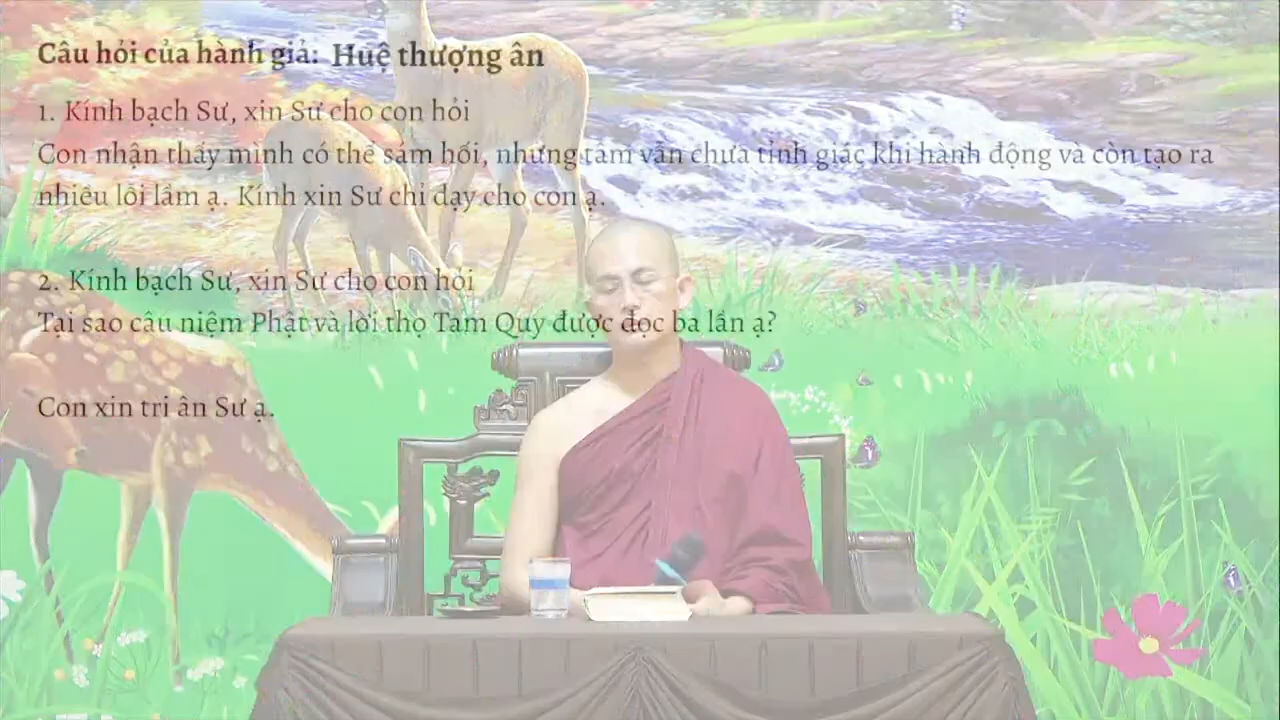 Câu hỏi của hành giả: Huệ thượng ân
1. Kính bạch Sư, xin Sư cho con hỏi
Con nhận thấy mình có thể sám hối, nhưng tâm vẫn chưa tỉnh giác khi hành động và còn tạo ra
nhiều lỗi lầm ạ. Kính xin Sư chỉ dạy cho con ạ.
2. Kính bạch Sư, xin Sư cho con hỏi
Tại sao câu niệm Phật và lời thọ Tam Quy được đọc ba lần ạ?
Con xin tri ân Sư ạ.